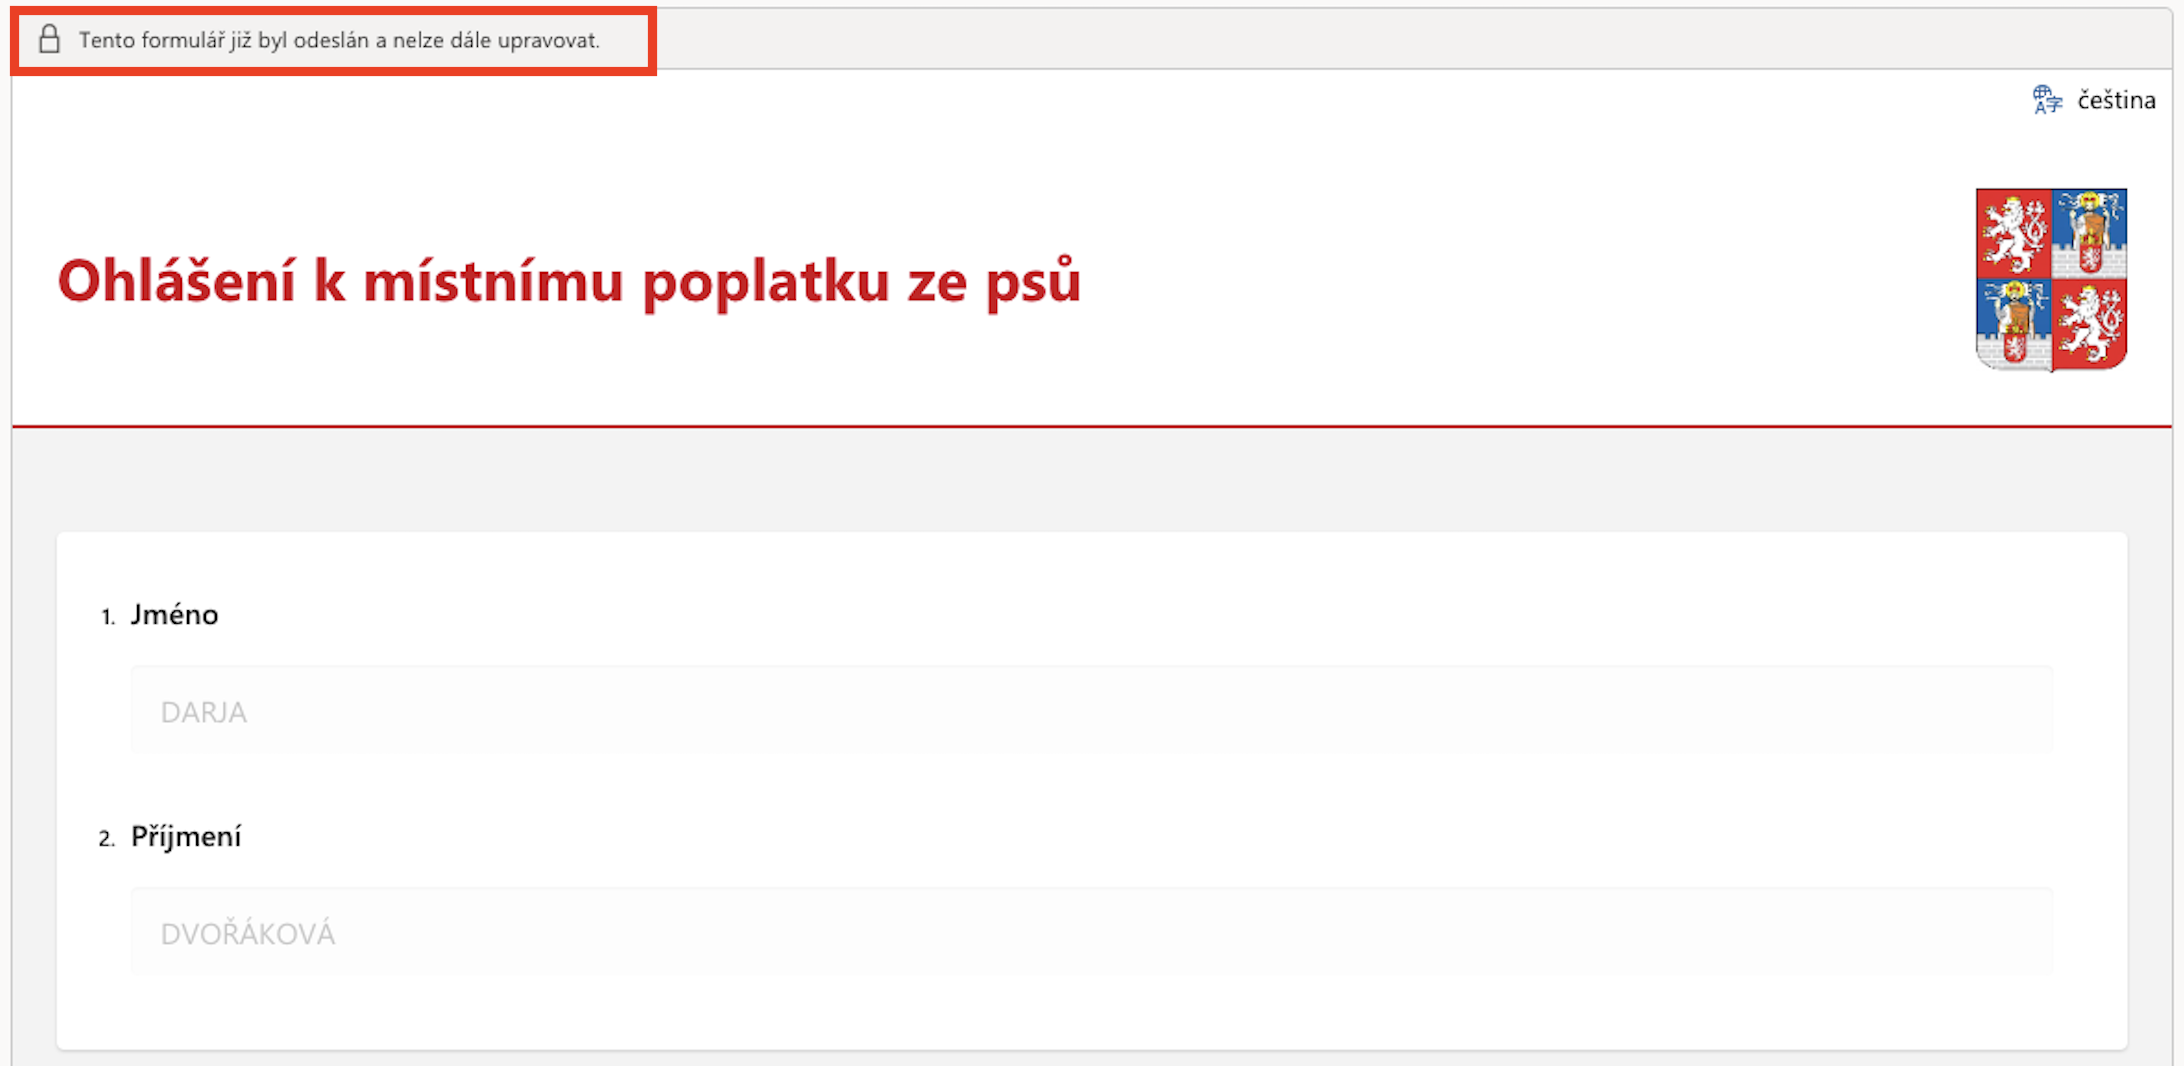 Tento formulář již byl odeslán a nelze dále upravovat.
čeština
Ohlášení k místnímu poplatku ze psů
1. Jméno
DARJA
2. Příjmení
DVOŘÁKOVÁ